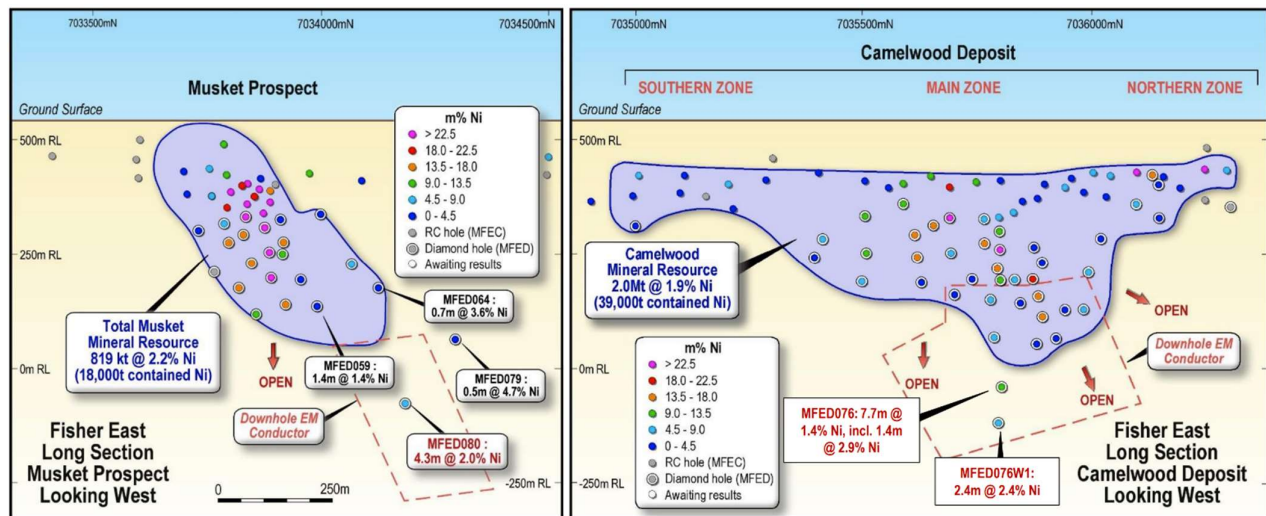 7033500mN
7034000mN
7034500mN
Musket Prospect
Ground Surface
500m RL
250m RL
0m RL
-250m RL
m% Ni
> 22.5
18.0 - 22.5
13.5 - 18.0
9.0 - 13.5
4.5 - 9.0
0 - 4.5
RC hole (MFEC)
Diamond hole (MFED)
Awaiting results
Total Musket
Mineral Resource
819 kt @ 2.2% Ni
(18,000t contained Ni)
MFED064 :
0.7m @ 3.6% Ni
MFED059 :
1.4m @ 1.4% Ni
MFED079 :
0.5m @ 4.7% Ni
OPEN
Downhole EM
Conductor
MFED080 :
4.3m @ 2.0% Ni
Fisher East
Long Section
Musket Prospect
Looking West
0
250m
7035000mN
7035500mN
7036000mN
Camelwood Deposit
SOUTHERN ZONE
MAIN ZONE
NORTHERN ZONE
Ground Surface
500m RL
250m RL
0m RL
-250m RL
Camelwood
Mineral Resource
2.0Mt @ 1.9% Ni
(39,000t contained Ni)
m% Ni
> 22.5
18.0 - 22.5
13.5 - 18.0
9.0 - 13.5
4.5 - 9.0
0 - 4.5
RC hole (MFEC)
Diamond hole (MFED)
Awaiting results
OPEN
OPEN
OPEN
Downhole EM
Conductor
MFED076: 7.7m @
1.4% Ni, incl. 1.4m
@ 2.9% Ni
MFED076W1:
2.4m @ 2.4% Ni
Fisher East
Long Section
Camelwood Deposit
Looking West